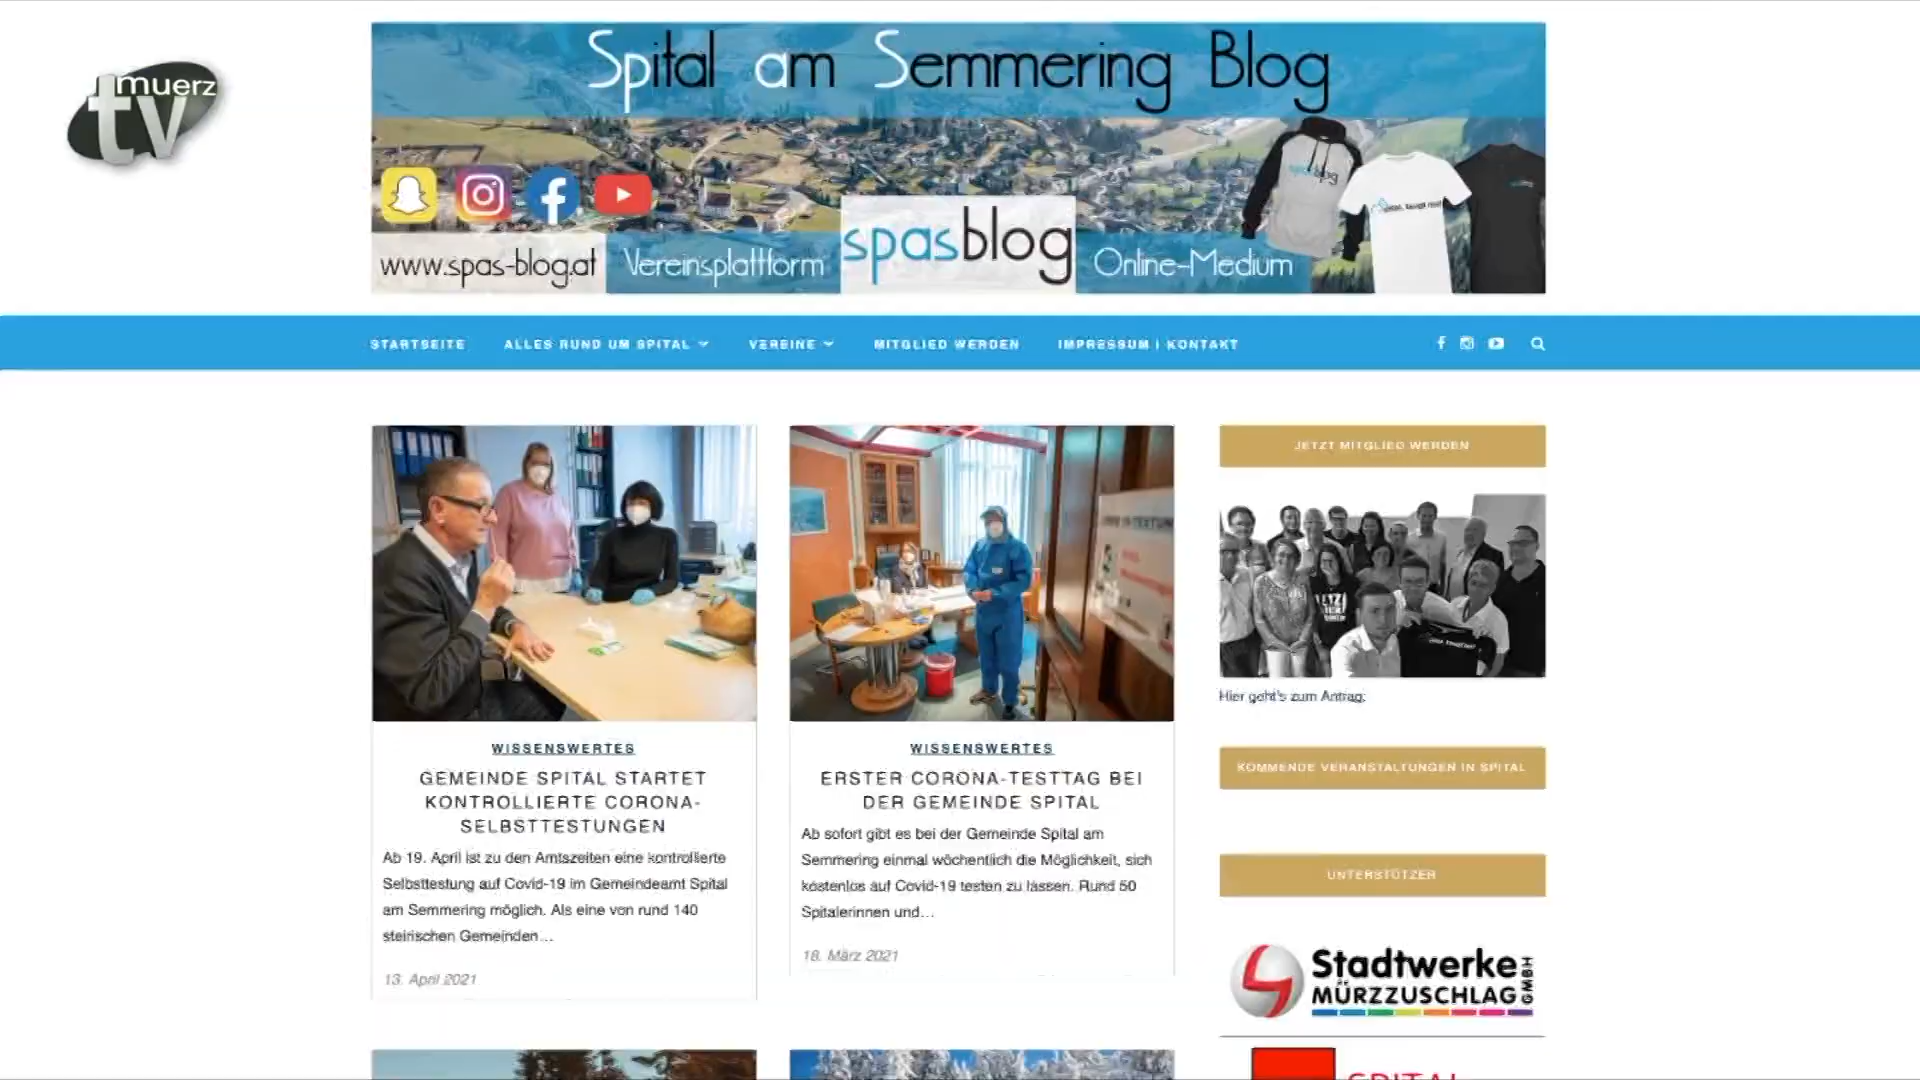 muerz
tv
Spital am Semmering Blog
www.spas-blog.at
Vereinsplattform
spasblog
Online-Medium
STARTSEITE
ALLES RUND UM SPITAL
VEREINE
MITGLIED WERDEN
IMPRESSUM | KONTAKT
WISSENSWERTES
GEMEINDE SPITAL STARTET
KONTROLLIERTE CORONA-
SELBSTTESTUNGEN
Ab 19. April ist zu den Amtszeiten eine kontrollierte
Selbsttestung auf Covid-19 im Gemeindeamt Spital
am Semmering möglich. Als eine von rund 140
steirischen Gemeinden...
13. April 2021
WISSENSWERTES
ERSTER CORONA-TESTTAG BEI
DER GEMEINDE SPITAL
Ab sofort gibt es bei der Gemeinde Spital am
Semmering einmal wöchentlich die Möglichkeit, sich
kostenlos auf Covid-19 testen zu lassen. Rund 50
Spitalerinnen und...
18. März 2021
JETZT MITGLIED WERDEN
Hier geht's zum Antrag:
KOMMENDE VERANSTALTUNGEN IN SPITAL
UNTERSTÜTZER
Stadtwerke
MÜRZZUSCHLAG GMBH
SPITAL